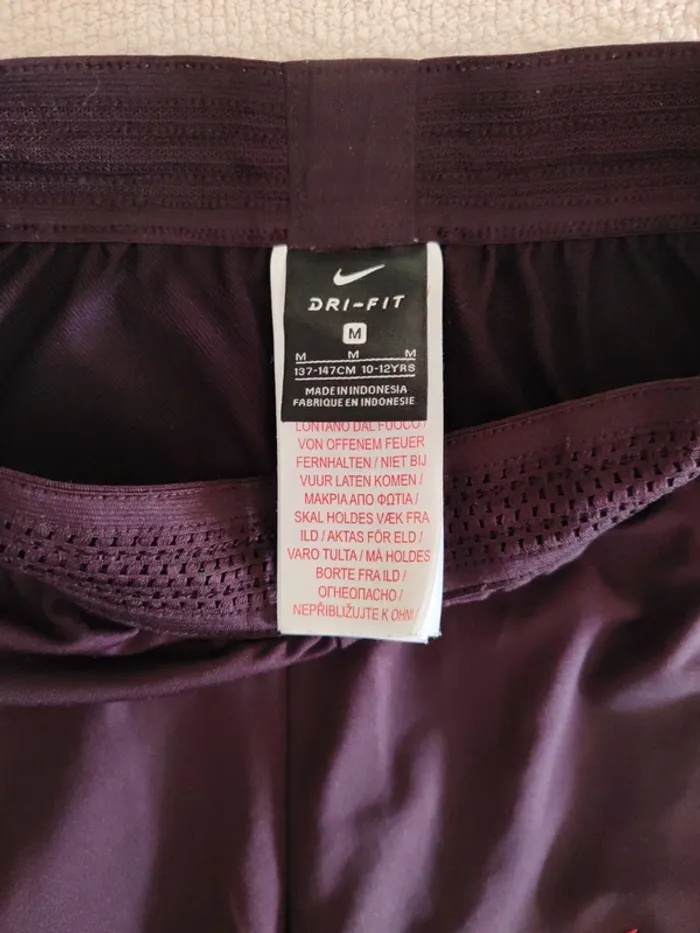 DRI-FIT
M
M M M
137-147CM 10-12YRS
MADE IN INDONESIA
FABRIQUE EN INDONESIE
LONTANO DAL FUOCO /
VON OFFENEM FEUER
FERNHALTEN / NIET BIJ
VUUR LATEN KOMEN /
ΜΑΚΡΙΑ ΑΠΟ ΦΩΤΙΑ /
SKAL HOLDES VÆK FRA
ILD / AKTAS FÖR ELD /
VARO TULTA / MÅ HOLDES
BORTE FRA ILD /
ОГНЕОПАСНО /
NEPŘIBLIŽUJTE K OHNI /